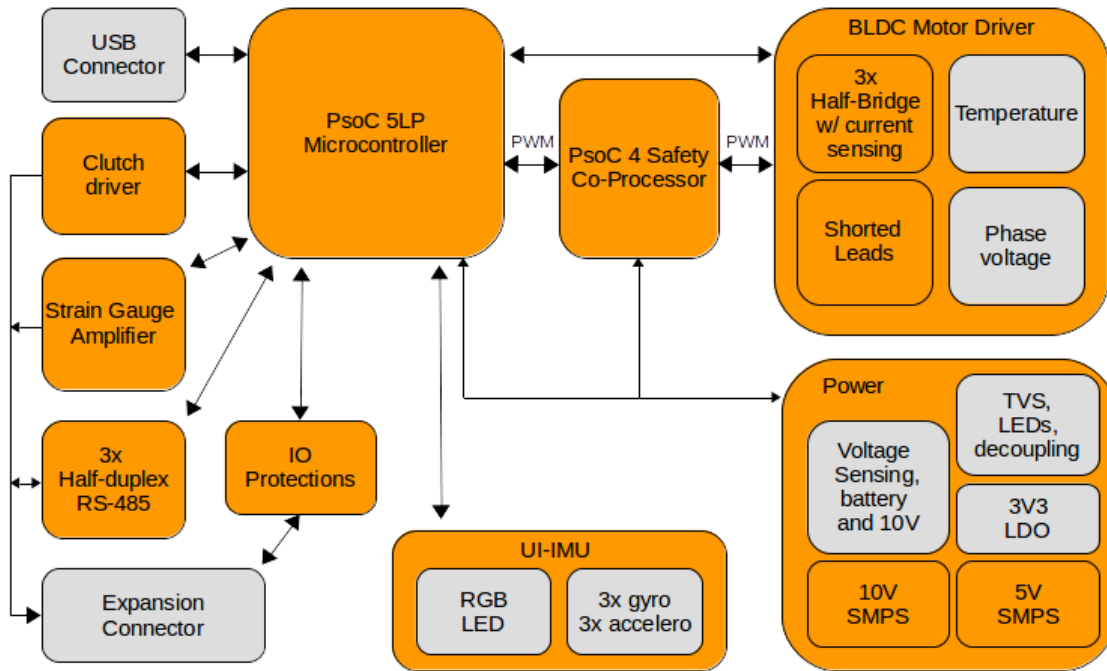 USB
Connector
PsoC 5LP
Microcontroller
BLDC Motor Driver
3x
Half-Bridge
w/ current
sensing
Temperature
Clutch
driver
PWM
PsoC 4 Safety
Co-Processor
PWM
Shorted
Leads
Phase
voltage
Strain Gauge
Amplifier
3x
Half-duplex
RS-485
IO
Protections
Power
TVS,
LEDs,
decoupling
Voltage
Sensing,
battery
and 10V
3V3
LDO
10V
SMPS
5V
SMPS
UI-IMU
RGB
LED
3x gyro
3x accelero
Expansion
Connector